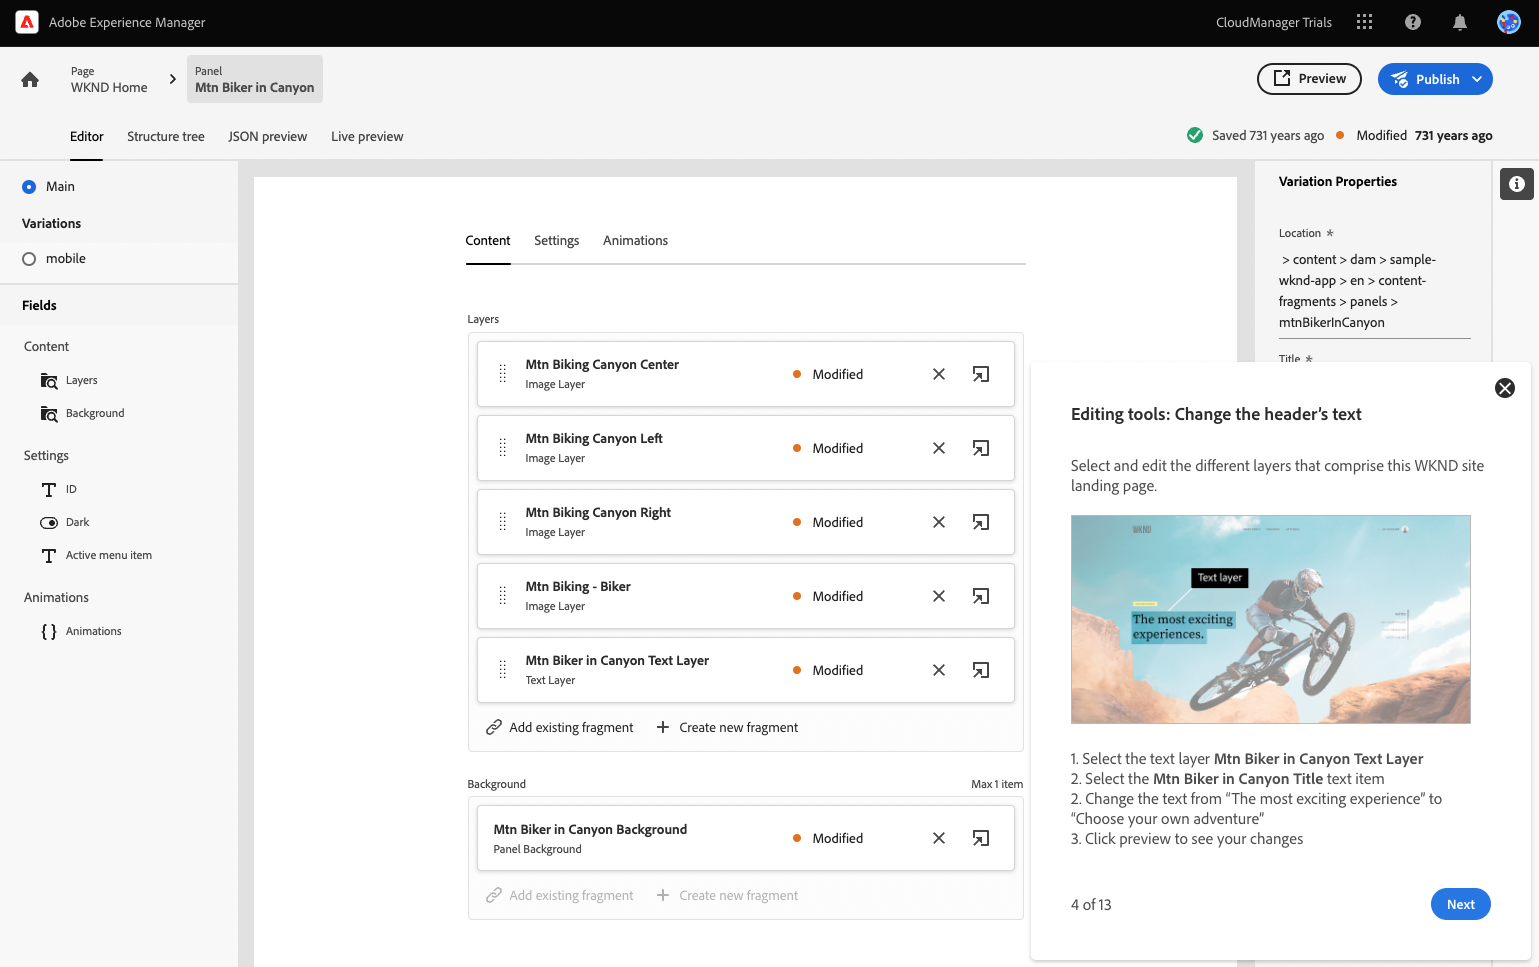 Adobe Experience Manager
CloudManager Trials
Page
WKND Home
Panel
Mtn Biker in Canyon
Preview
Publish
Editor
Structure tree
JSON preview
Live preview
Saved 731 years ago
Modified 731 years ago
Main
Variations
mobile
Fields
Content
Layers
Background
Settings
ID
Dark
Active menu item
Animations
Animations
Content
Settings
Animations
Layers
Mtn Biking Canyon Center
Image Layer
Modified
Mtn Biking Canyon Left
Image Layer
Modified
Mtn Biking Canyon Right
Image Layer
Modified
Mtn Biking - Biker
Image Layer
Modified
Mtn Biker in Canyon Text Layer
Text Layer
Modified
Add existing fragment
Create new fragment
Background
Max 1 item
Mtn Biker in Canyon Background
Panel Background
Modified
Add existing fragment
Create new fragment
Variation Properties
Location *
> content > dam > sample-
wknd-app > en > content-
fragments > panels >
mtnBikerInCanyon
Title *
Editing tools: Change the header’s text
Select and edit the different layers that comprise this WKND site
landing page.
WKND
Text layer
The most exciting
experiences.
1. Select the text layer Mtn Biker in Canyon Text Layer
2. Select the Mtn Biker in Canyon Title text item
2. Change the text from “The most exciting experience” to
“Choose your own adventure”
3. Click preview to see your changes
4 of 13
Next